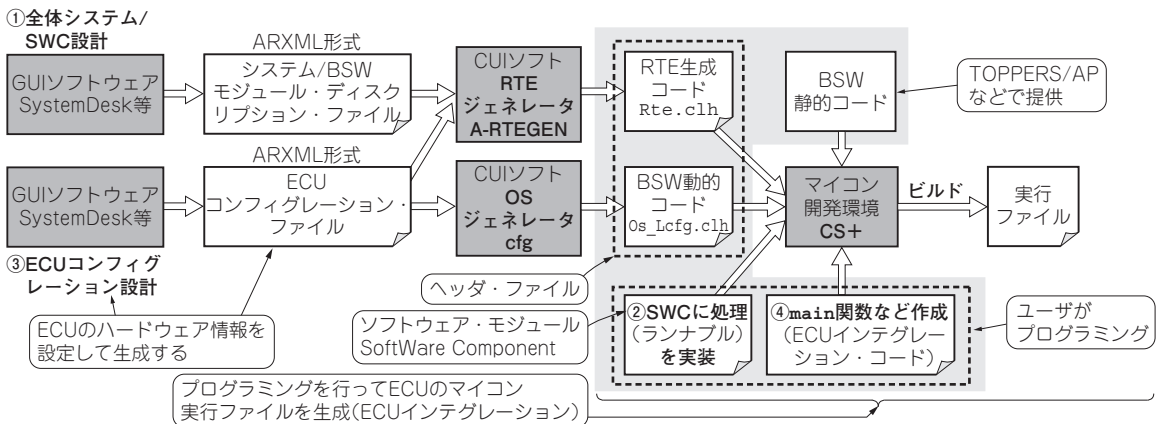 ①全体システム/
SWC設計
GUIソフトウェア
SystemDesk等
ARXML形式
システム/BSW
モジュール・ディスク
リプション・ファイル
CUIソフト
RTE
ジェネレータ
A-RTEGEN
RTE生成
コード
Rte.clh
BSW
静的コード
TOPPERS/AP
などで提供
GUIソフトウェア
SystemDesk等
ARXML形式
ECU
コンフィグレーション・
ファイル
CUIソフト
OS
ジェネレータ
cfg
BSW動的
コード
Os_Lcfg.clh
マイコン
開発環境
CS+
ビルド
実行
ファイル
③ECUコンフィグ
レーション設計
ヘッダ・ファイル
ECUのハードウェア情報を
設定して生成する
ソフトウェア・モジュール
SoftWare Component
②SWCに処理
(ランナブル)
を実装
④main関数など作成
(ECUインテグレー
ション・コード)
ユーザが
プログラミング
プログラミングを行ってECUのマイコン
実行ファイルを生成(ECUインテグレーション)